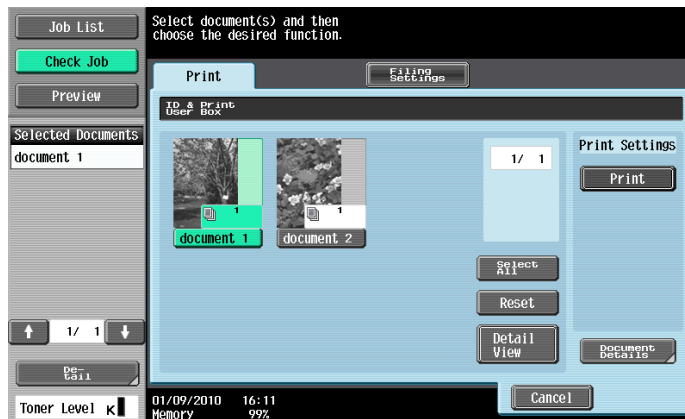 Job List
Check Job
Preview
Selected Documents
document 1
1/ 1
De-
tail
Toner Level K
Select document(s) and then
choose the desired function.
Print
Filing
Settings
ID & Print
User Box
1
document 1
1
document 2
1/ 1
Select
All
Reset
Detail
View
Print Settings
Print
Document
Details
01/09/2010 16:11
Memory 99%
Cancel